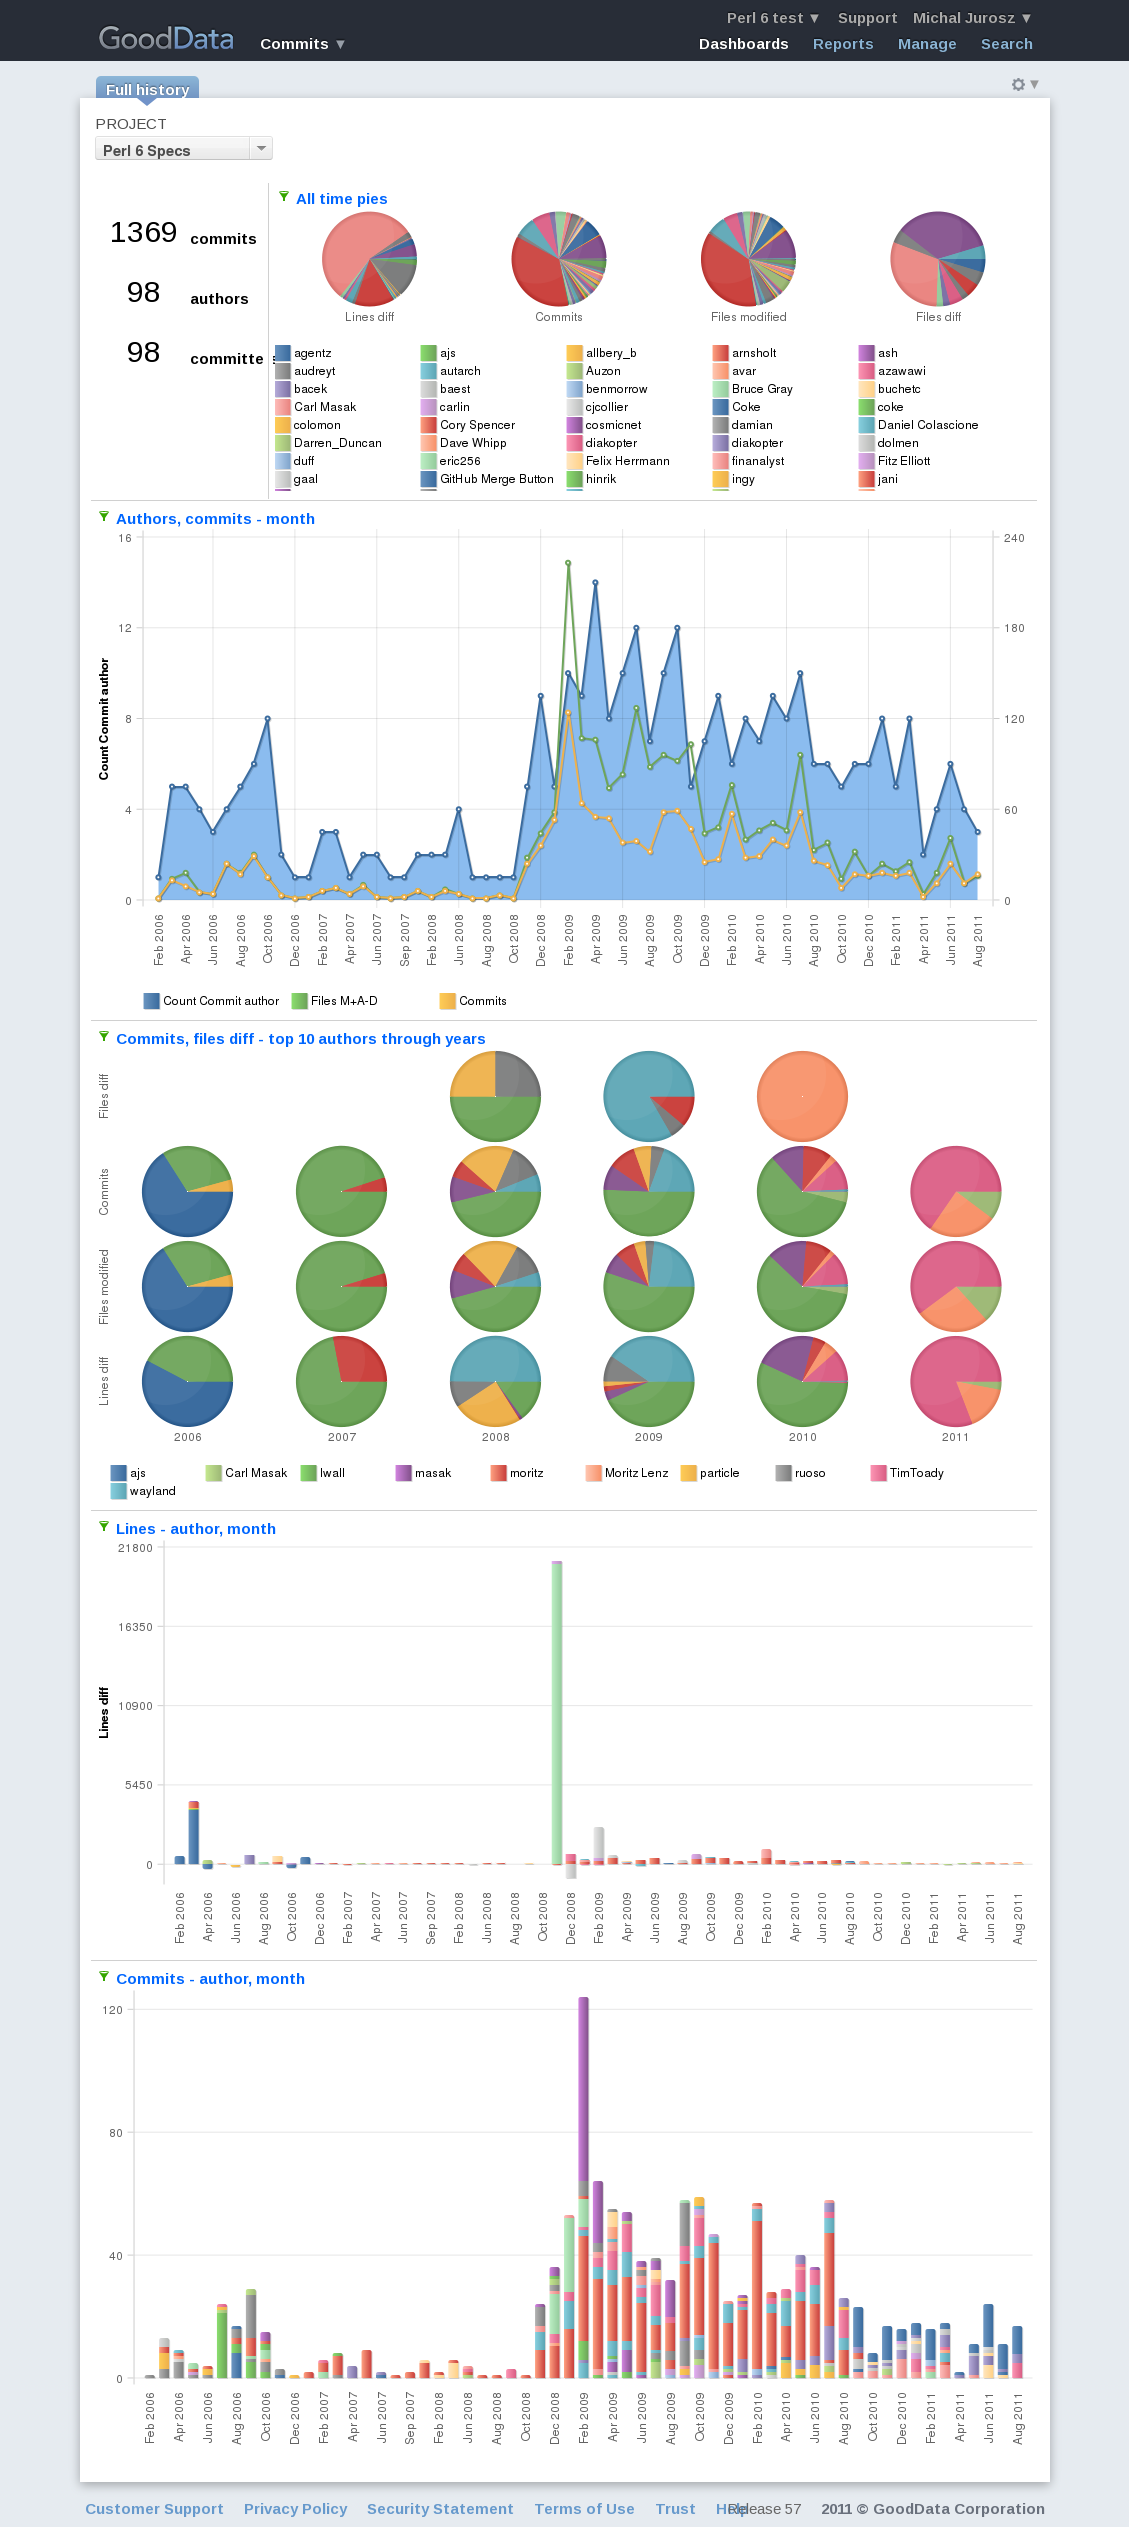 Perl 6 test ▼ Support Michal Jurosz ▼
GoodData Commits ▼ Dashboards Reports Manage Search
Full history
PROJECT
Perl 6 Specs
1369 commits
98 authors
98 committe
All time pies
Lines diff Commits Files modified Files diff
agentz ajs allbery_b arnsholt ash
audreyt autarch Auzon avar azawawi
bacek baest benmorrow Bruce Gray buchetc
Carl Masak carlin cjcollier Coke coke
colomon Cory Spencer cosmicnet damian Daniel Colascione
Darren_Duncan Dave Whipp diakopter diakopter dolmen
duff eric256 Felix Herrmann finanalyst Fitz Elliott
gaal GitHub Merge Button hinrik ingy jani
Authors, commits - month
16 240
12 180
8 120
4 60
0 0
Count Commit author
Feb 2006 Apr 2006 Jun 2006 Aug 2006 Oct 2006 Dec 2006 Feb 2007 Apr 2007 Jun 2007 Sep 2007 Feb 2008 Jun 2008 Aug 2008 Oct 2008 Dec 2008 Feb 2009 Apr 2009 Jun 2009 Aug 2009 Oct 2009 Dec 2009 Feb 2010 Apr 2010 Jun 2010 Aug 2010 Oct 2010 Dec 2010 Feb 2011 Apr 2011 Jun 2011 Aug 2011
Count Commit author Files M+A-D Commits
Commits, files diff - top 10 authors through years
Files diff
Commits
Files modified
Lines diff
2006 2007 2008 2009 2010 2011
ajs Carl Masak lwall masak moritz Moritz Lenz particle ruoso TimToady
wayland
Lines - author, month
21800
16350
10900
5450
0
Lines diff
Feb 2006 Apr 2006 Jun 2006 Aug 2006 Oct 2006 Dec 2006 Feb 2007 Apr 2007 Jun 2007 Sep 2007 Feb 2008 Jun 2008 Aug 2008 Oct 2008 Dec 2008 Feb 2009 Apr 2009 Jun 2009 Aug 2009 Oct 2009 Dec 2009 Feb 2010 Apr 2010 Jun 2010 Aug 2010 Oct 2010 Dec 2010 Feb 2011 Apr 2011 Jun 2011 Aug 2011
Commits - author, month
120
80
40
0
Feb 2006 Apr 2006 Jun 2006 Aug 2006 Oct 2006 Dec 2006 Feb 2007 Apr 2007 Jun 2007 Sep 2007 Feb 2008 Jun 2008 Aug 2008 Oct 2008 Dec 2008 Feb 2009 Apr 2009 Jun 2009 Aug 2009 Oct 2009 Dec 2009 Feb 2010 Apr 2010 Jun 2010 Aug 2010 Oct 2010 Dec 2010 Feb 2011 Apr 2011 Jun 2011 Aug 2011
Customer Support Privacy Policy Security Statement Terms of Use Trust Help Release 57 2011 © GoodData Corporation